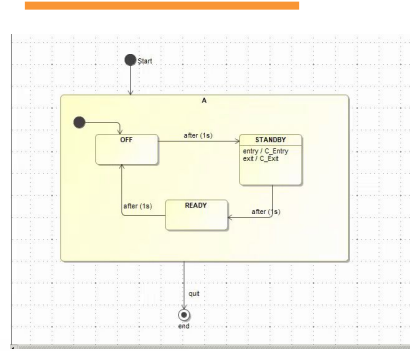 Start
A
OFF
after (1s)
STANDBY
entry / C_Entry
exit / C_Exit
READY
after (1s)
after (1s)
quit
end